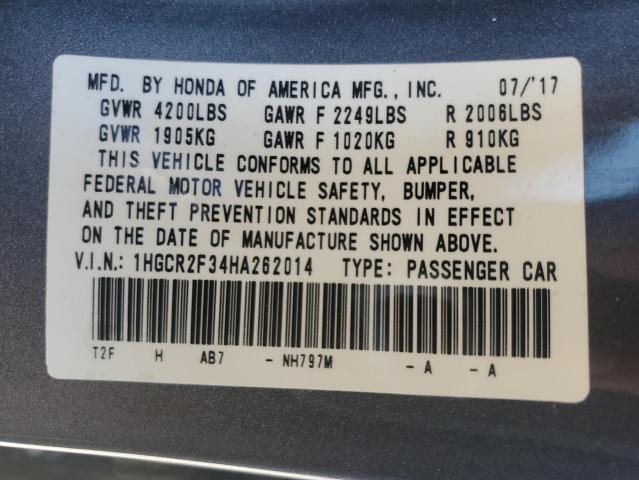 MFD. BY HONDA OF AMERICA MFG., INC. 07/'17
GVWR 4200LBS GAWR F 2249LBS R 2006LBS
GVWR 1905KG GAWR F 1020KG R 910KG
THIS VEHICLE CONFORMS TO ALL APPLICABLE
FEDERAL MOTOR VEHICLE SAFETY, BUMPER,
AND THEFT PREVENTION STANDARDS IN EFFECT
ON THE DATE OF MANUFACTURE SHOWN ABOVE.
V.I.N.: 1HGCR2F34HA262014 TYPE: PASSENGER CAR
T2F H AB7 - NH797M - A - A